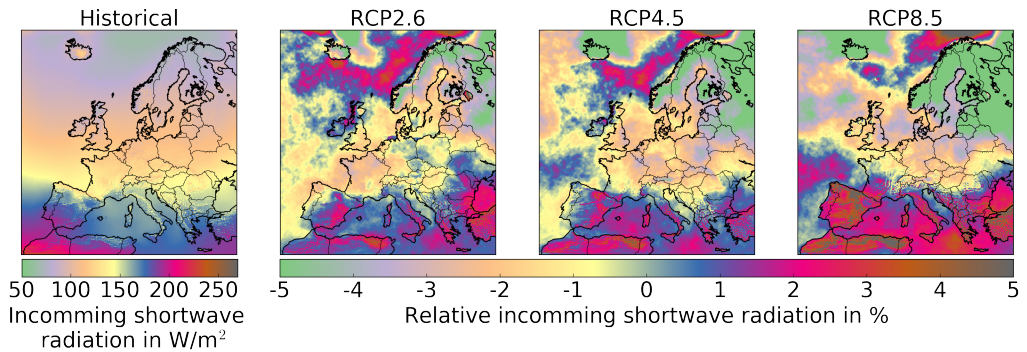 Historical
RCP2.6
RCP4.5
RCP8.5
50 100 150 200 250
-5 -4 -3 -2 -1 0 1 2 3 4 5
Incomming shortwave
radiation in W/m²
Relative incomming shortwave radiation in %